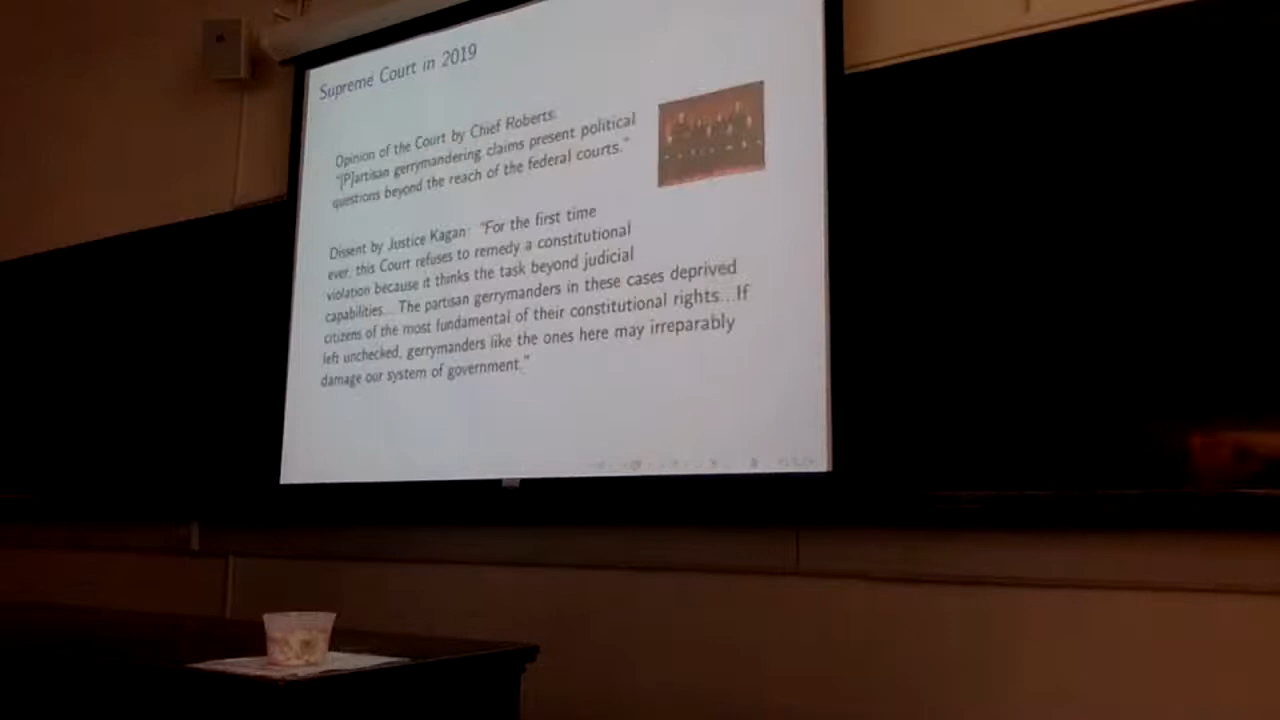 Supreme Court in 2019
Opinion of the Court by Chief Roberts:
"[P]artisan gerrymandering claims present political
questions beyond the reach of the federal courts."
Dissent by Justice Kagan: "For the first time
ever, this Court refuses to remedy a constitutional
violation because it thinks the task beyond judicial
capabilities... The partisan gerrymanders in these cases deprived
citizens of the most fundamental of their constitutional rights...If
left unchecked, gerrymanders like the ones here may irreparably
damage our system of government."